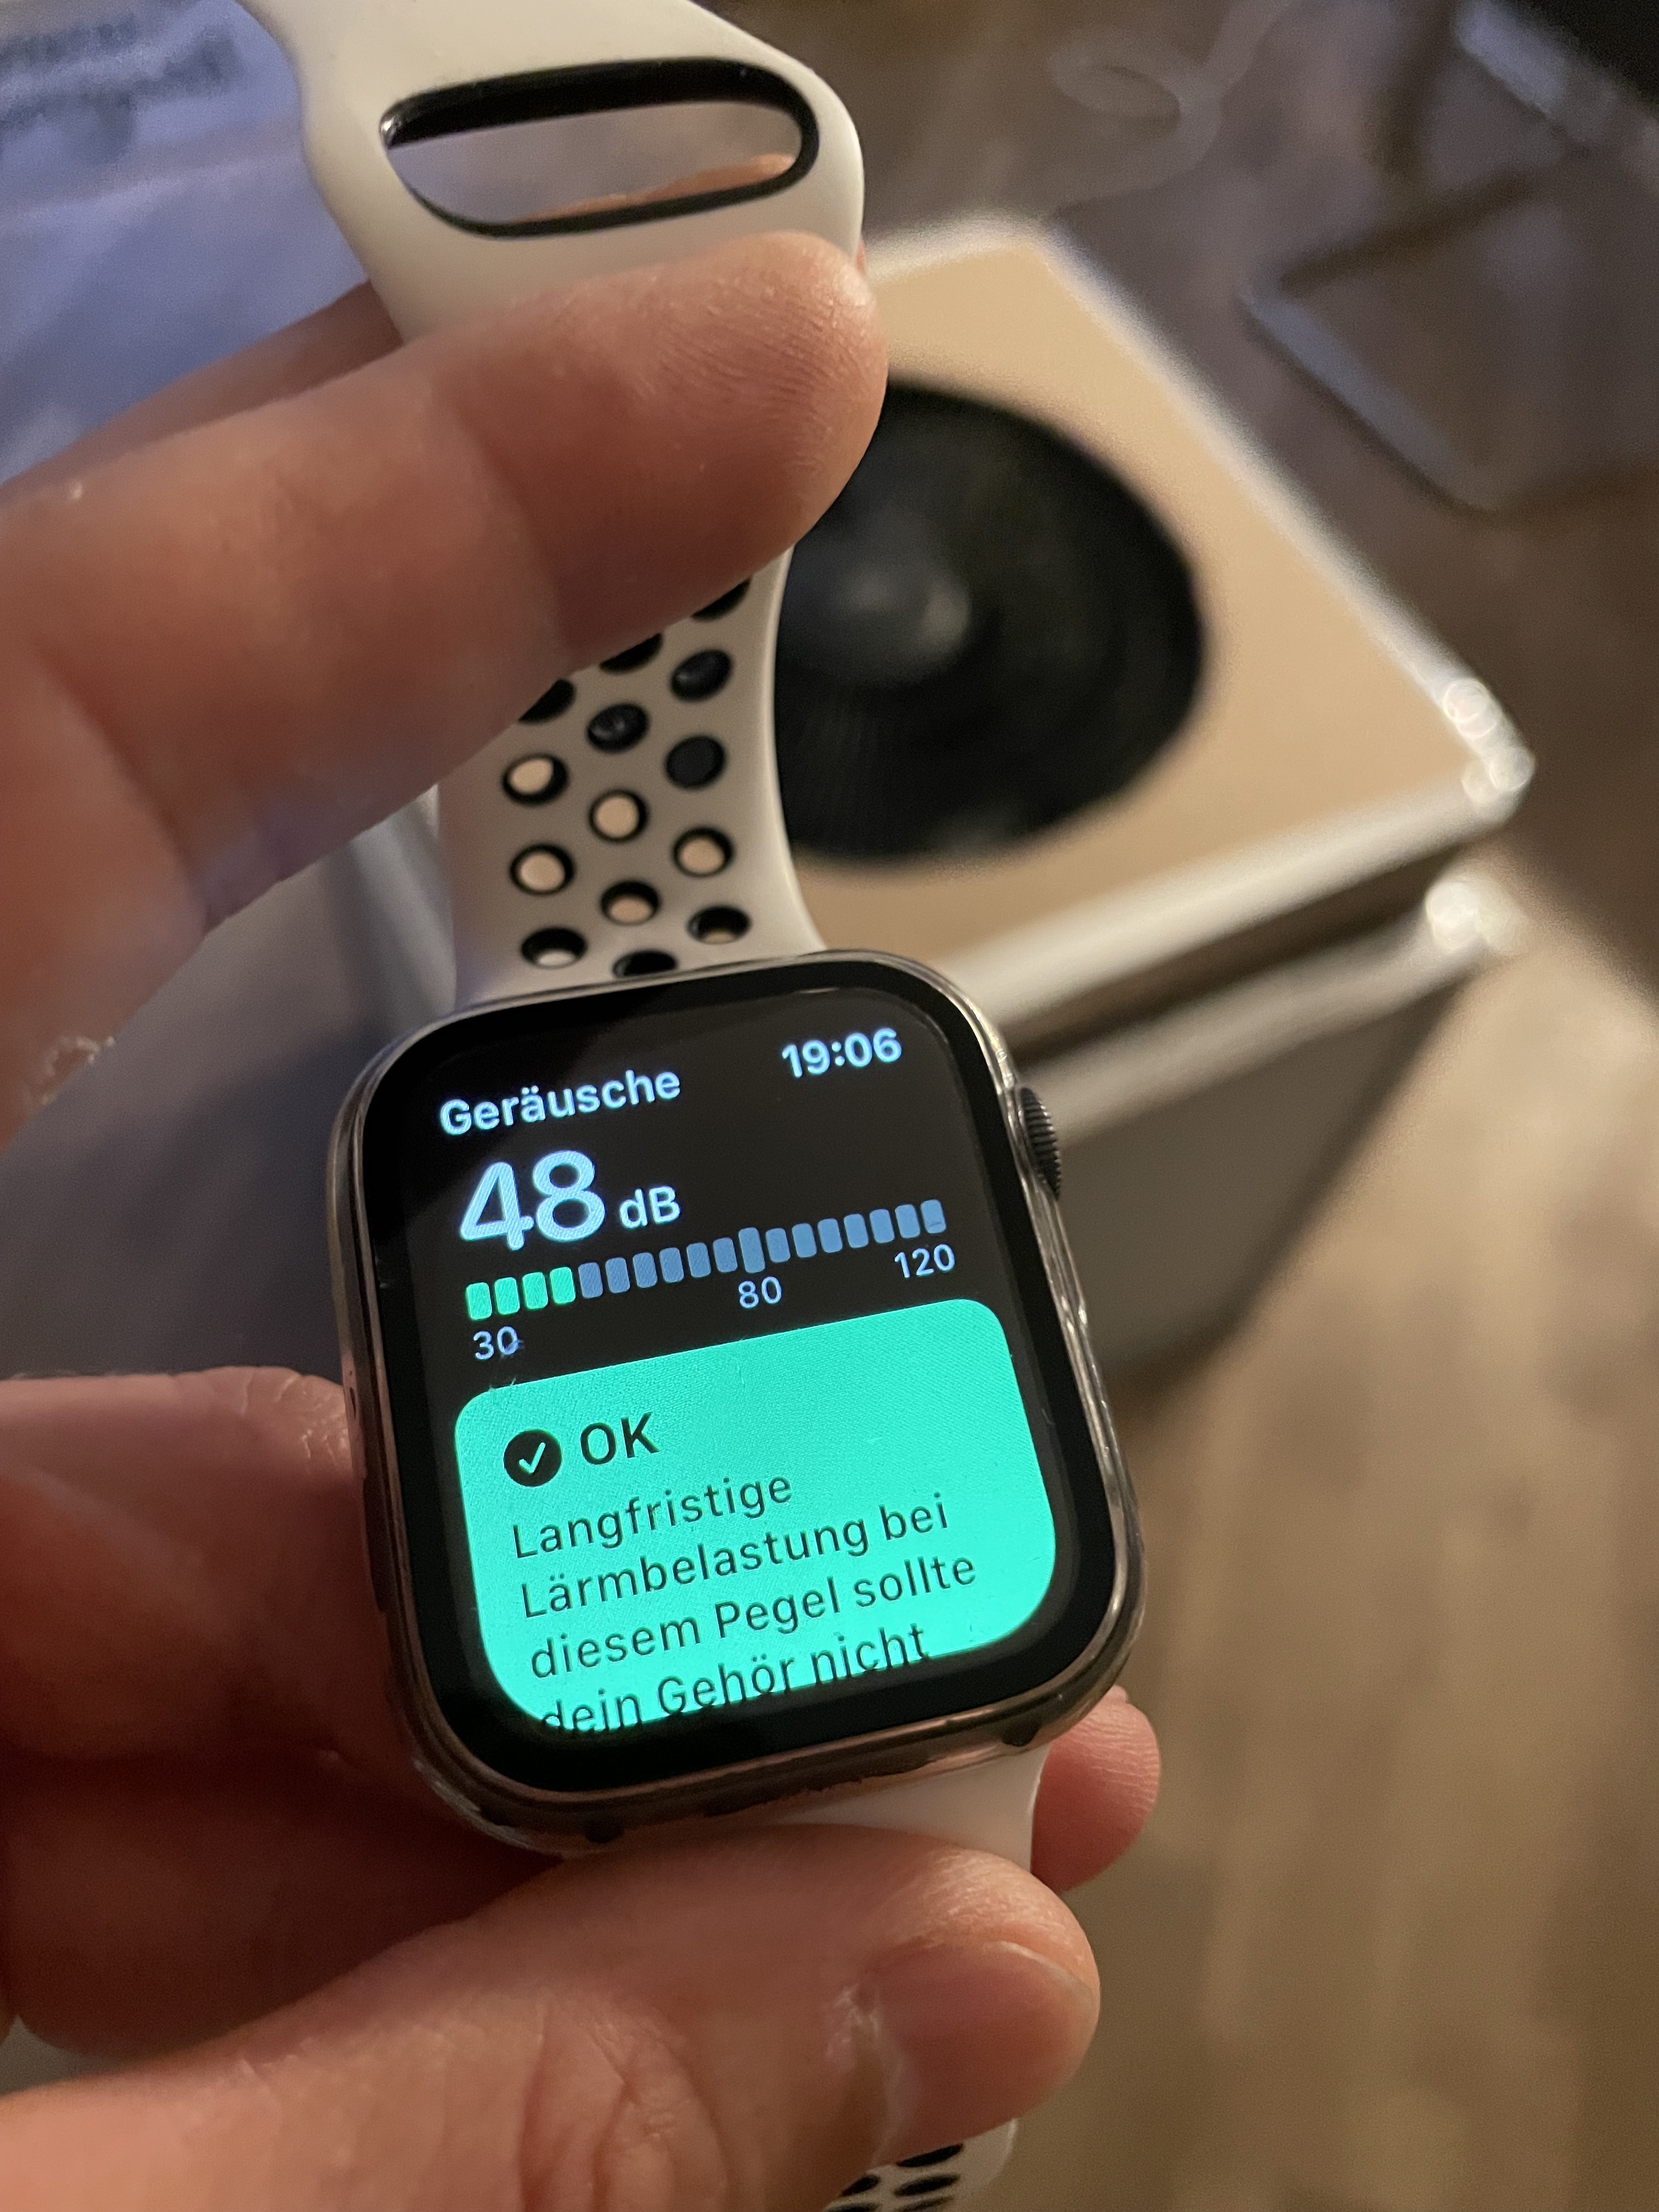 19:06
Geräusche
48 dB
30 80 120
OK
Langfristige
Lärmbelastung bei
diesem Pegel sollte
dein Gehör nicht